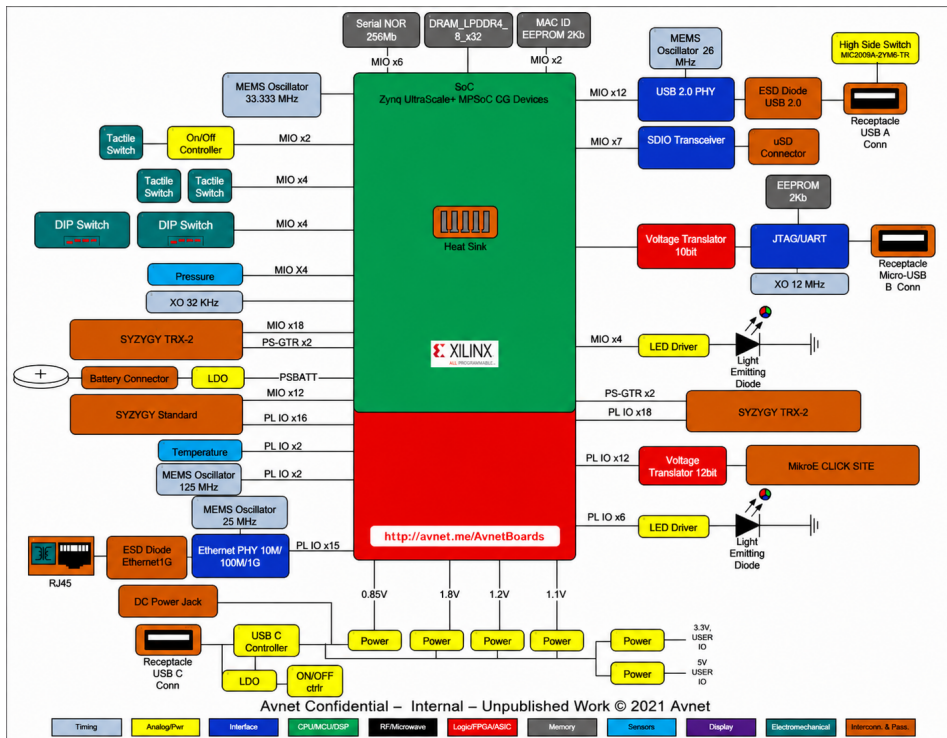 Serial NOR
256Mb
DRAM_LPDDR4_
8_x32
MAC ID
EEPROM 2Kb
MIO x6
MIO x2
MEMS
Oscillator 26
MHz
High Side Switch
MIC2009A-2YM6-TR
MEMS Oscillator
33.333 MHz
SoC
Zynq UltraScale+ MPSoC CG Devices
MIO x12
USB 2.0 PHY
ESD Diode
USB 2.0
Receptacle
USB A
Conn
Tactile
Switch
On/Off
Controller
MIO x2
MIO x7
SDIO Transceiver
uSD
Connector
Tactile
Switch
Tactile
Switch
MIO x4
EEPROM
2Kb
DIP Switch
DIP Switch
MIO x4
Heat Sink
Voltage Translator
10bit
JTAG/UART
Receptacle
Micro-USB
B Conn
Pressure
MIO X4
XO 12 MHz
XO 32 KHz
SYZYGY TRX-2
MIO x18
PS-GTR x2
XILINX
ALL PROGRAMMABLE
MIO x4
LED Driver
Light
Emitting
Diode
Battery Connector
LDO
PSBATT
SYZYGY Standard
MIO x12
PL IO x16
PS-GTR x2
PL IO x18
SYZYGY TRX-2
Temperature
PL IO x2
MEMS Oscillator
125 MHz
PL IO x2
PL IO x12
Voltage
Translator 12bit
MikroE CLICK SITE
MEMS Oscillator
25 MHz
PL IO x6
LED Driver
Light
Emitting
Diode
http://avnet.me/AvnetBoards
RJ45
ESD Diode
Ethernet1G
Ethernet PHY 10M/
100M/1G
PL IO x15
0.85V
1.8V
1.2V
1.1V
DC Power Jack
Receptacle
USB C
Conn
USB C
Controller
LDO
ON/OFF
ctrlr
Power
Power
Power
Power
Power
3.3V,
USER
IO
Power
5V
USER
IO
Avnet Confidential – Internal – Unpublished Work © 2021 Avnet
Timing
Analog/Pwr
Interface
CPU/MCU/DSP
RF/Microwave
Logic/FPGA/ASIC
Memory
Sensors
Display
Electromechanical
Interconn. & Pass.